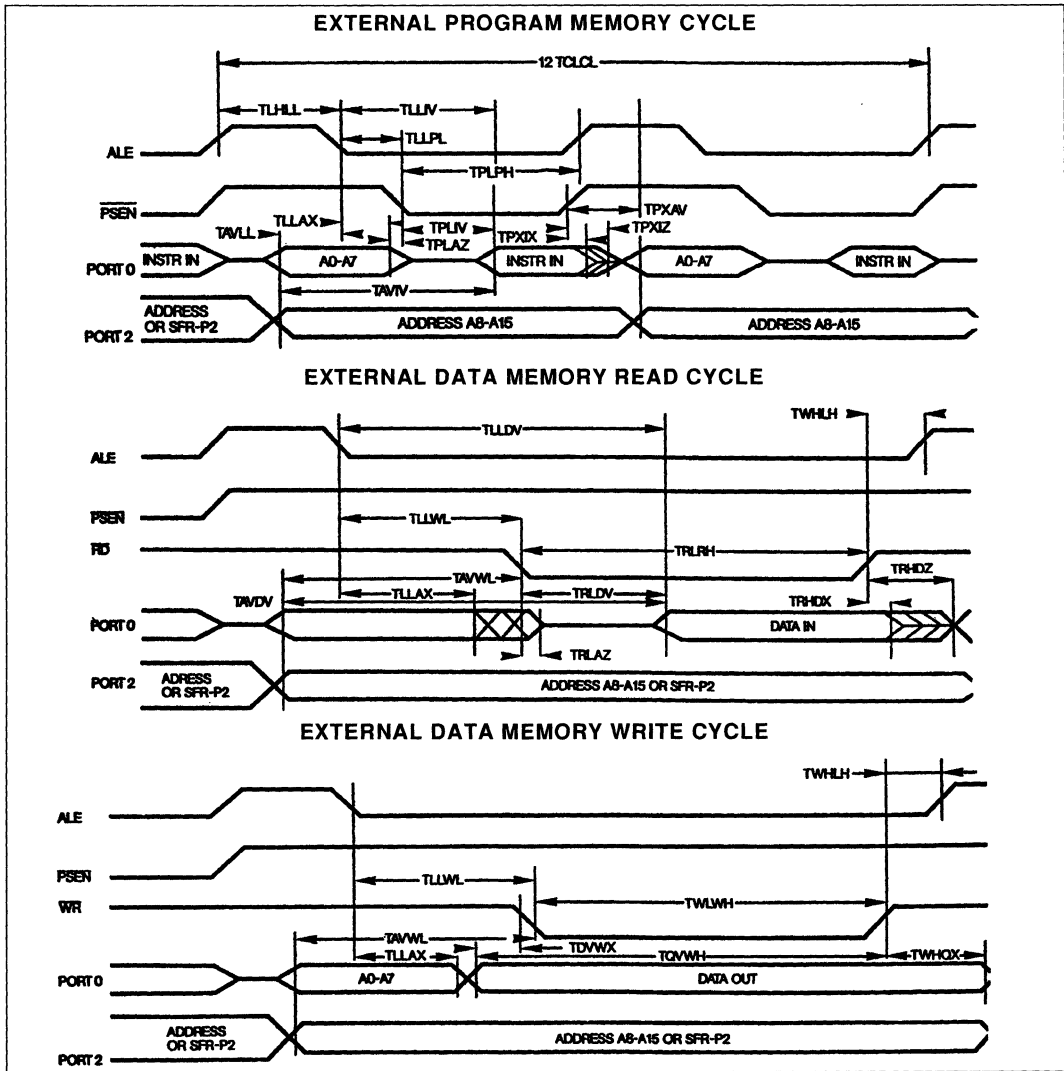 EXTERNAL PROGRAM MEMORY CYCLE
12 TCLCL
TLHLL
TLLIV
TLLPL
ALE
TPLPH
PSEN
TLLAX
TPLIV
TPXAV
TAVLL
TPLAZ
TPXIX
TPXIZ
PORT 0
INSTR IN
A0-A7
INSTR IN
A0-A7
INSTR IN
TAVIV
PORT 2
ADDRESS
OR SFR-P2
ADDRESS A8-A15
ADDRESS A8-A15
EXTERNAL DATA MEMORY READ CYCLE
TWHLH
TLLDV
ALE
PSEN
TLLWL
RD
TRLRH
TAVWL
TRHDZ
TAVDV
TLLAX
TRLDV
TRHDX
PORT 0
DATA IN
TRLAZ
PORT 2
ADRESS
OR SFR-P2
ADDRESS A8-A15 OR SFR-P2
EXTERNAL DATA MEMORY WRITE CYCLE
TWHLH
ALE
PSEN
TLLWL
WR
TWLWH
TAVWL
TDVWX
TLLAX
TQVWH
TWHQX
PORT 0
A0-A7
DATA OUT
PORT 2
ADDRESS
OR SFR-P2
ADDRESS A8-A15 OR SFR-P2